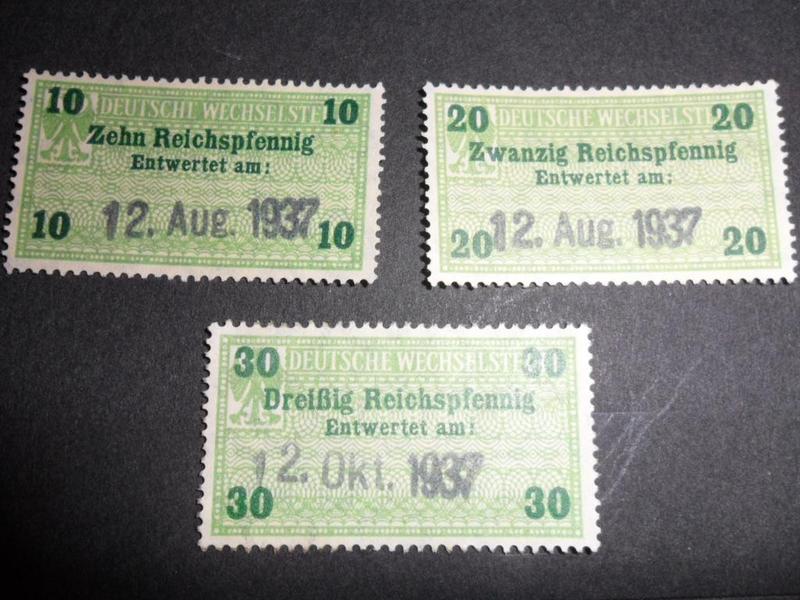 10 DEUTSCHE WECHSELSTE 10
Zehn Reichspfennig
Entwertet am:
10 12. Aug. 1937 10
20 DEUTSCHE WECHSELSTE 20
Zwanzig Reichspfennig
Entwertet am:
20 12. Aug. 1937 20
30 DEUTSCHE WECHSELSTE 30
Dreißig Reichspfennig
Entwertet am:
12. Okt. 1937
30 30